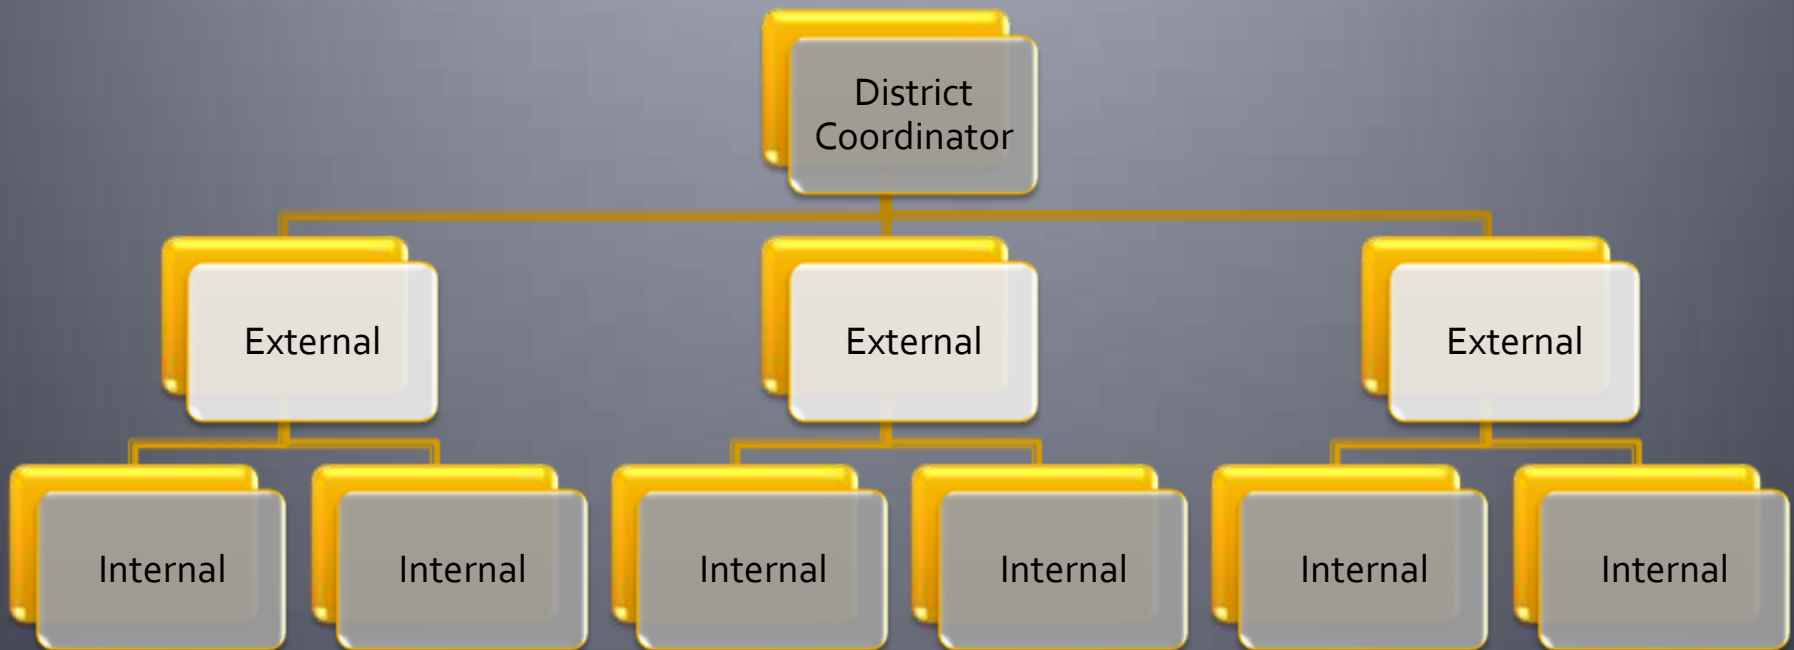 District
Coordinator
External
External
External
Internal
Internal
Internal
Internal
Internal
Internal